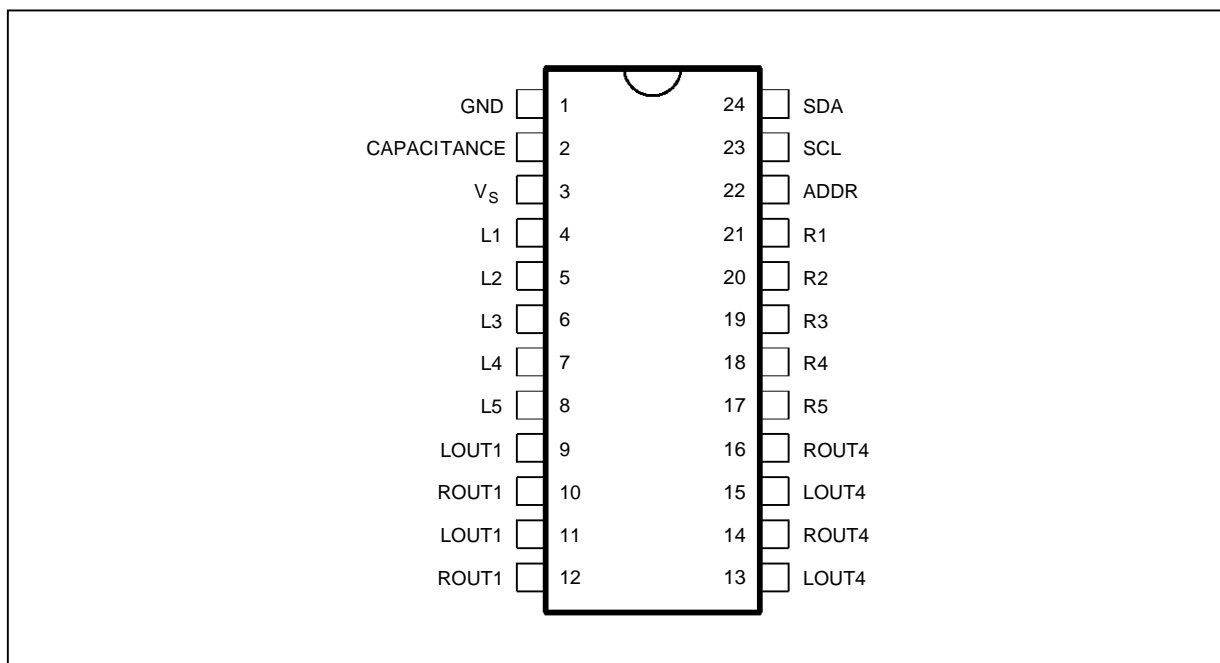 GND 1 24 SDA
CAPACITANCE 2 23 SCL
VS 3 22 ADDR
L1 4 21 R1
L2 5 20 R2
L3 6 19 R3
L4 7 18 R4
L5 8 17 R5
LOUT1 9 16 ROUT4
ROUT1 10 15 LOUT4
LOUT1 11 14 ROUT4
ROUT1 12 13 LOUT4